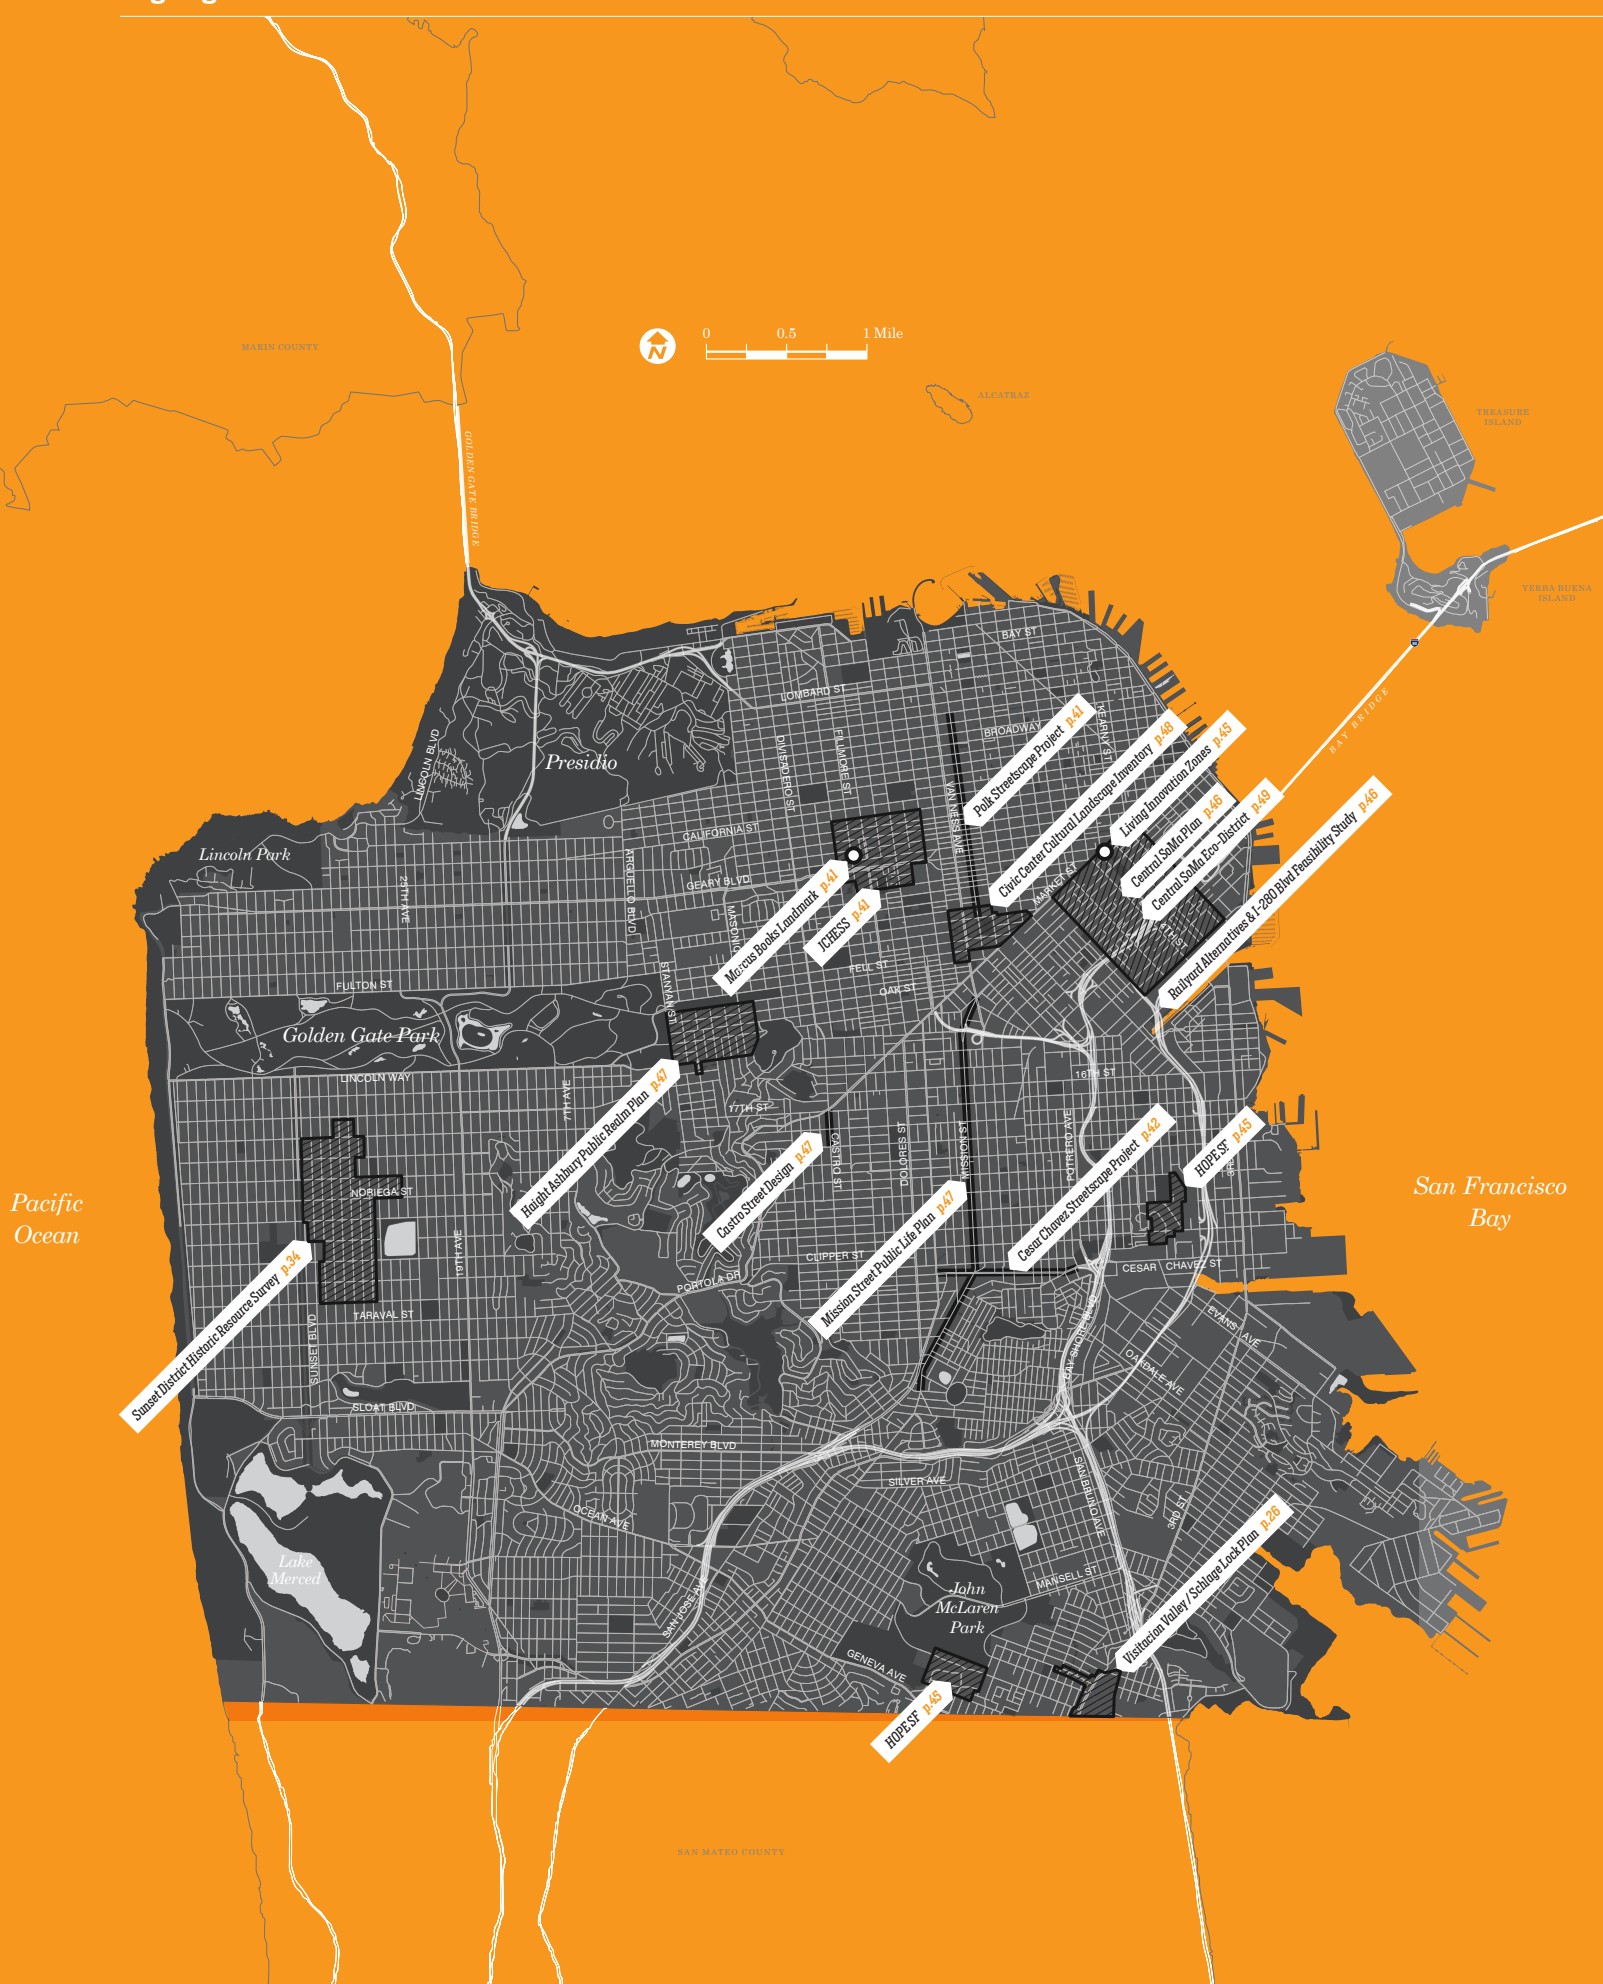 0 0.5 1 Mile
MARIN COUNTY
ALCATRAZ
TREASURE
ISLAND
GOLDEN GATE BRIDGE
YERBA BUENA
ISLAND
BAY BRIDGE
BAY ST
LOMBARD ST
BROADWAY
KEARNY ST
Polk Streetscape Project p.41
Civic Center Cultural Landscape Inventory p.48
Living Innovation Zones p.45
Central SoMa Plan p.46
Central SoMa Eco-District p.49
Railyard Alternatives & I-280 Blvd Feasibility Study p.46
LINCOLN BLVD
Presidio
DIVISADERO ST
FILLMORE ST
VAN NESS AVE
CALIFORNIA ST
Lincoln Park
25TH AVE
ARGUELLO BLVD
GEARY BLVD
MARKET ST
Marcus Books Landmark p.41
JCHESS p.41
MASONIC
4TH ST
FELL ST
OAK ST
STANYAN ST
FULTON ST
Golden Gate Park
LINCOLN WAY
7TH AVE
16TH ST
17TH ST
Haight Ashbury Public Realm Plan p.47
Castro Street Design p.47
CASTRO ST
DOLORES ST
MISSION ST
POTRERO AVE
Cesar Chavez Streetscape Project p.42
HOPE SF p.45
Mission Street Public Life Plan p.47
NORIEGA ST
19TH AVE
Pacific
Ocean
San Francisco
Bay
Sunset District Historic Resource Survey p.34
CLIPPER ST
PORTOLA DR
CESAR CHAVEZ ST
TARAVAL ST
SUNSET BLVD
EVANS AVE
BAY SHORE BLVD
OAKDALE AVE
SLOAT BLVD
MONTEREY BLVD
SILVER AVE
SAN BRUNO AVE
OCEAN AVE
3RD ST
Visitacion Valley / Schlage Lock Plan p.26
Lake
Merced
SAN JOSE AVE
John
McLaren
Park
MANSELL ST
GENEVA AVE
HOPE SF p.45
SAN MATEO COUNTY